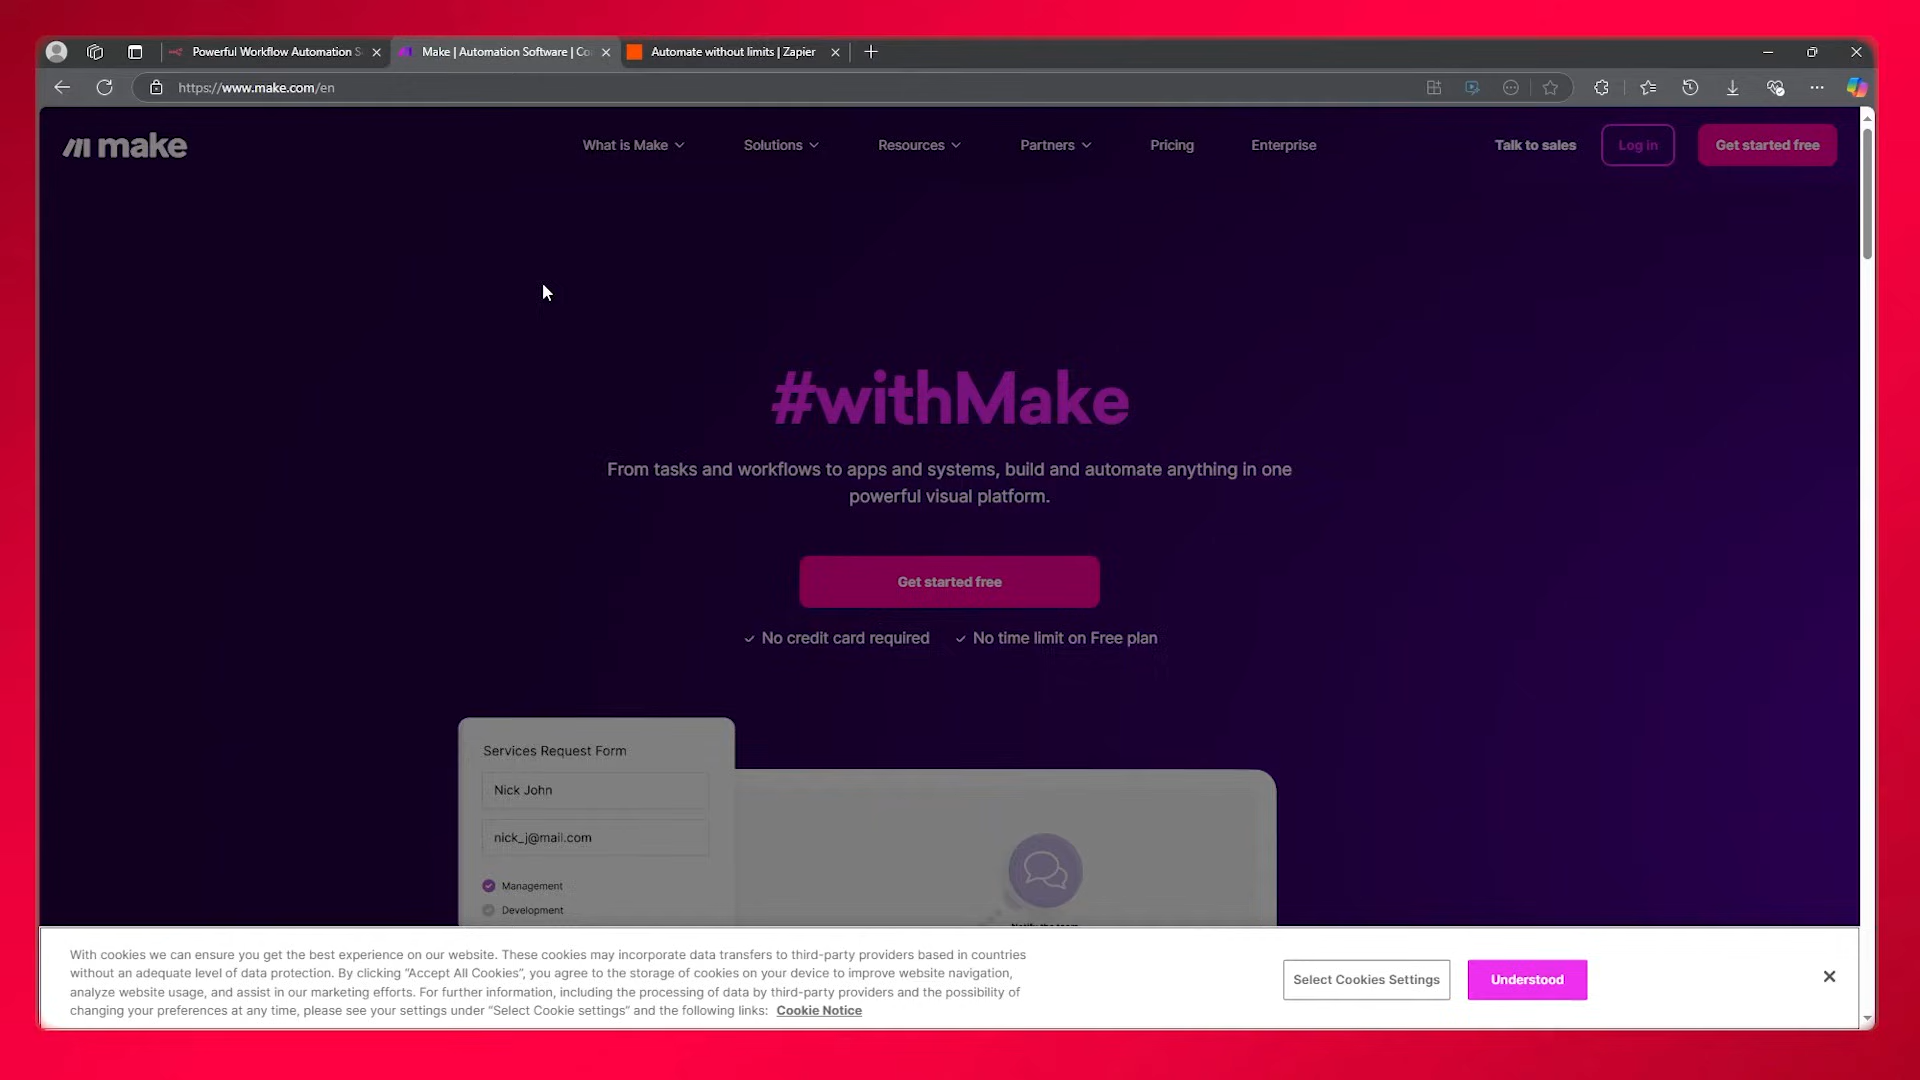 Powerful Workflow Automation S
Make | Automation Software | Co
Automate without limits | Zapier
https://www.make.com/en
make
What is Make
Solutions
Resources
Partners
Pricing
Enterprise
Talk to sales
Log in
Get started free
#withMake
From tasks and workflows to apps and systems, build and automate anything in one
powerful visual platform.
Get started free
No credit card required
No time limit on Free plan
Services Request Form
Nick John
nick_j@mail.com
Management
Development
With cookies we can ensure you get the best experience on our website. These cookies may incorporate data transfers to third-party providers based in countries
without an adequate level of data protection. By clicking "Accept All Cookies", you agree to the storage of cookies on your device to improve website navigation,
analyze website usage, and assist in our marketing efforts. For further information, including the processing of data by third-party providers and the possibility of
changing your preferences at any time, please see your settings under "Select Cookie settings" and the following links: Cookie Notice
Select Cookies Settings
Understood